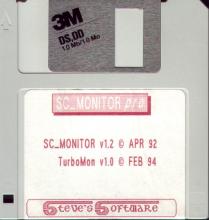 3M
DS,DD
1.0 Mb/1.0 Mo
SC_MONITOR pro
SC_MONITOR v1.2 © APR 92
TurboMon v1.0 © FEB 94
Steve's Software